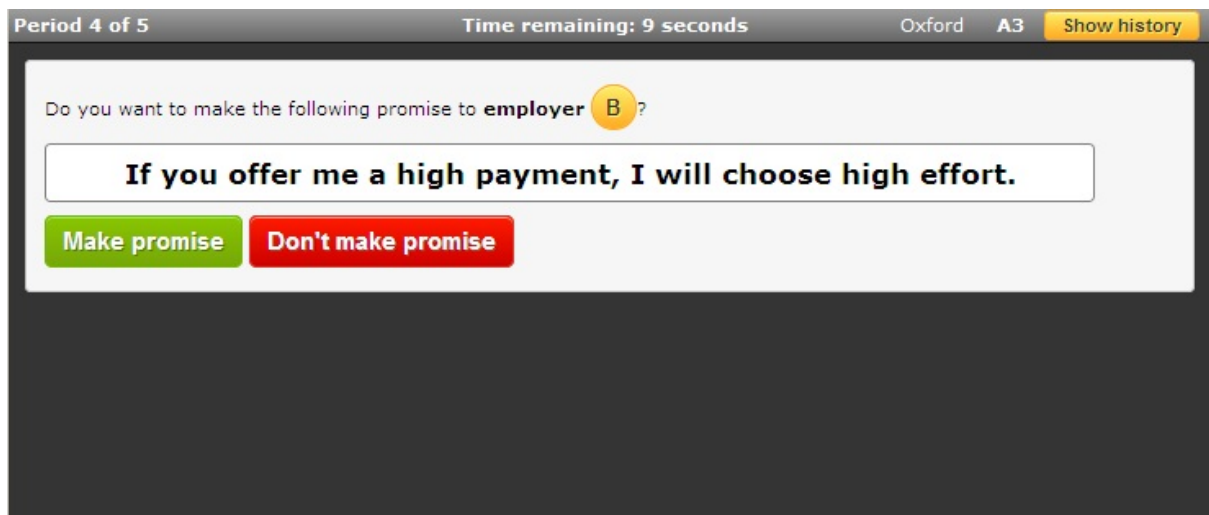 Period 4 of 5 Time remaining: 9 seconds Oxford A3 Show history
Do you want to make the following promise to employer B ?
If you offer me a high payment, I will choose high effort.
Make promise Don't make promise